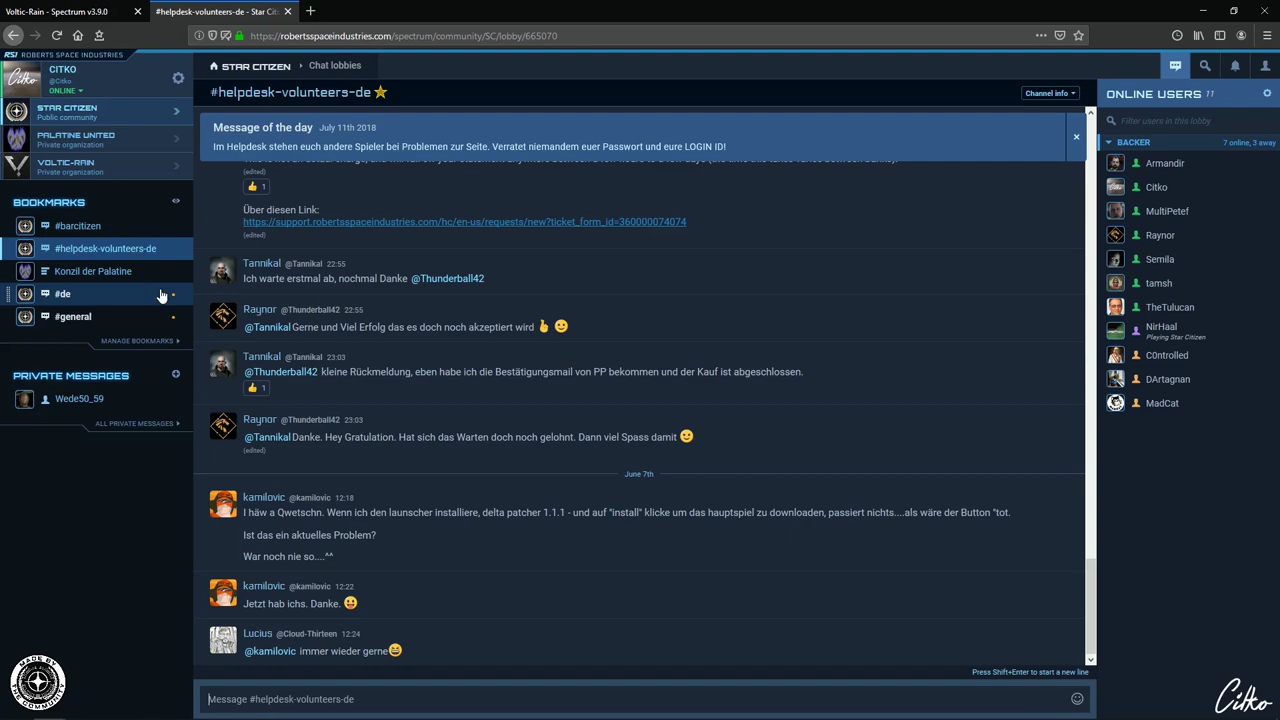 Voltic-Rain - Spectrum v3.9.0
#helpdesk-volunteers-de - Star Citi
https://robertsspaceindustries.com/spectrum/community/SC/lobby/665070
RSI ROBERTS SPACE INDUSTRIES
CITKO
@Citko
ONLINE
STAR CITIZEN
Public community
PALATINE UNITED
Private organization
VOLTIC-RAIN
Private organization
BOOKMARKS
#barcitizen
#helpdesk-volunteers-de
Konzil der Palatine
#de
#general
MANAGE BOOKMARKS
PRIVATE MESSAGES
Wede50_59
ALL PRIVATE MESSAGES
MADE BY THE COMMUNITY
STAR CITIZEN
Chat lobbies
#helpdesk-volunteers-de
Channel info
Message of the day July 11th 2018
Im Helpdesk stehen euch andere Spieler bei Problemen zur Seite. Verratet niemandem euer Passwort und eure LOGIN ID!
(edited)
1
Über diesen Link:
https://support.robertsspaceindustries.com/hc/en-us/requests/new?ticket_form_id=360000074074
(edited)
Tannikal @Tannikal 22:55
Ich warte erstmal ab, nochmal Danke @Thunderball42
Raynor @Thunderball42 22:55
@Tannikal Gerne und Viel Erfolg das es doch noch akzeptiert wird
Tannikal @Tannikal 23:03
@Thunderball42 kleine Rückmeldung, eben habe ich die Bestätigungsmail von PP bekommen und der Kauf ist abgeschlossen.
1
Raynor @Thunderball42 23:03
@Tannikal Danke. Hey Gratulation. Hat sich das Warten doch noch gelohnt. Dann viel Spass damit
(edited)
June 7th
kamilovic @kamilovic 12:18
I häw a Qwetschn. Wenn ich den launscher installiere, delta patcher 1.1.1 - und auf "install" klicke um das hauptspiel zu downloaden, passiert nichts....als wäre der Button "tot.
Ist das ein aktuelles Problem?
War noch nie so....^^
kamilovic @kamilovic 12:22
Jetzt hab ichs. Danke.
Lucius @Cloud-Thirteen 12:24
@kamilovic immer wieder gerne
Press Shift+Enter to start a new line
Message #helpdesk-volunteers-de
ONLINE USERS 11
Filter users in this lobby
BACKER 7 online, 3 away
Armandir
Citko
MultiPetef
Raynor
Semila
tamsh
TheTulucan
NirHaal
Playing Star Citizen
C0ntrolled
DArtagnan
MadCat
Citko